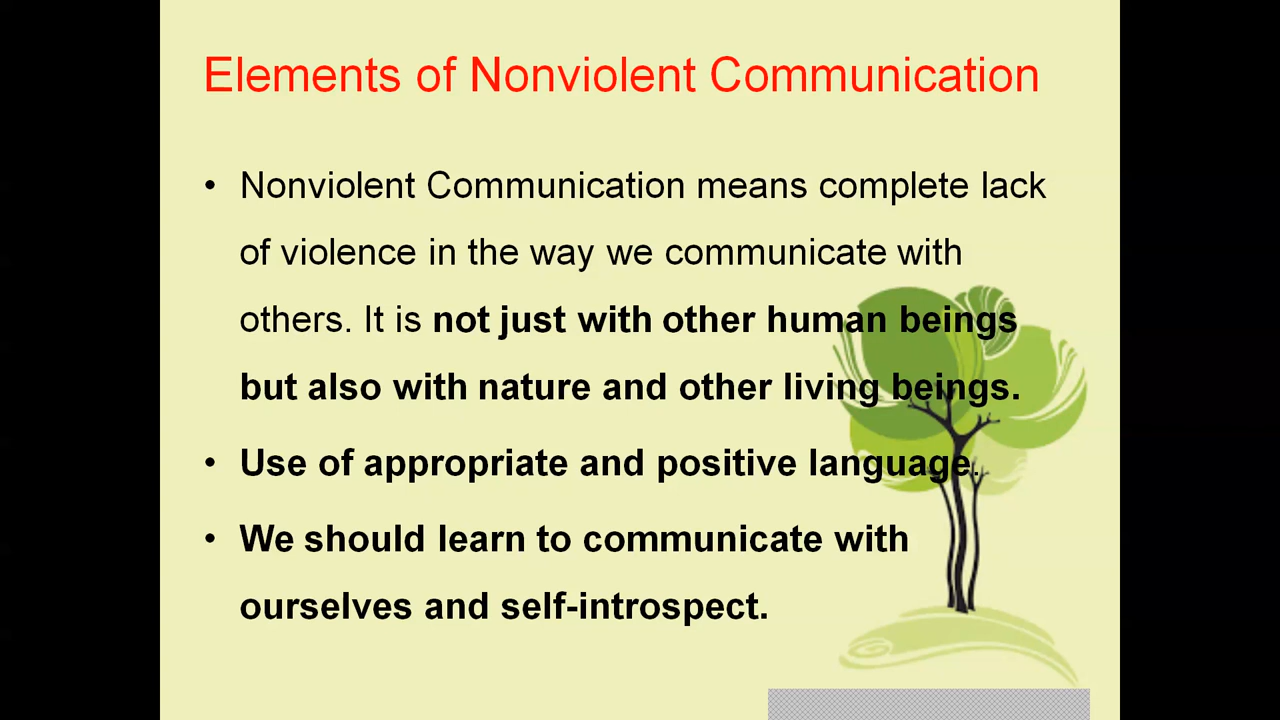 Elements of Nonviolent Communication
• Nonviolent Communication means complete lack
of violence in the way we communicate with
others. It is not just with other human beings
but also with nature and other living beings.
• Use of appropriate and positive language.
• We should learn to communicate with
ourselves and self-introspect.